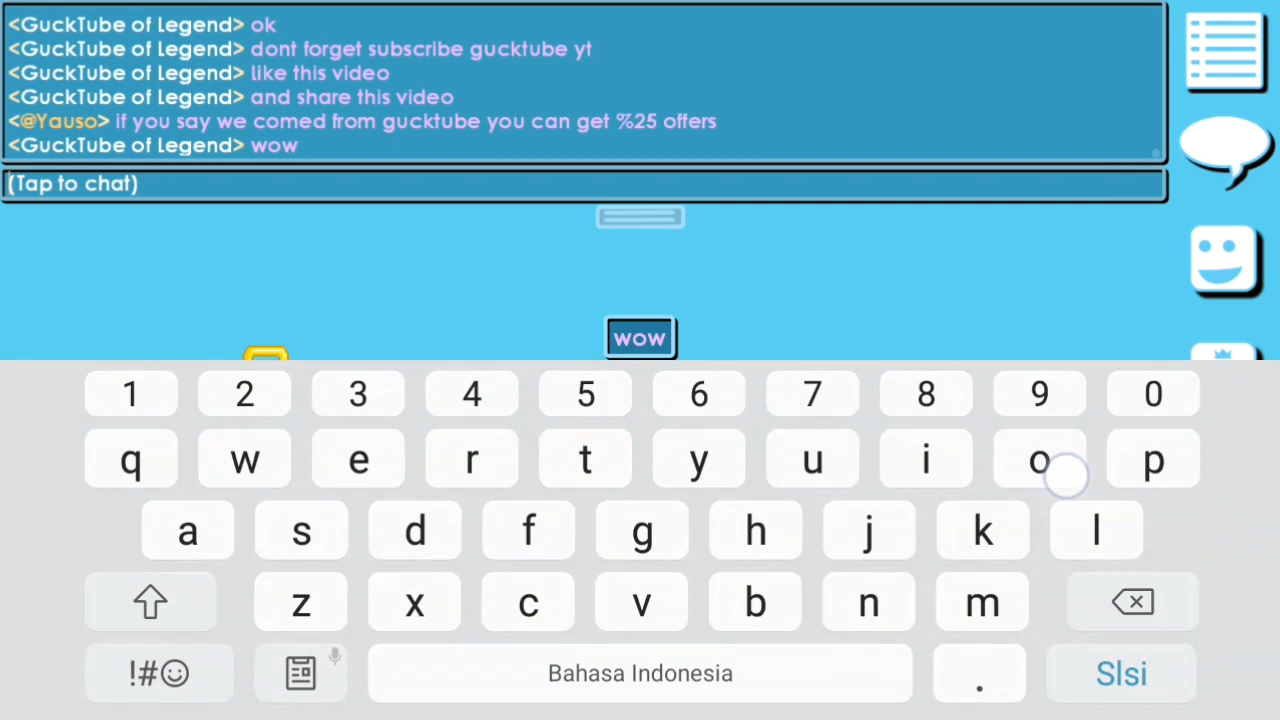 <GuckTube of Legend> ok
<GuckTube of Legend> dont forget subscribe gucktube yt
<GuckTube of Legend> like this video
<GuckTube of Legend> and share this video
<@Yauso> if you say we comed from gucktube you can get %25 offers
<GuckTube of Legend> wow
(Tap to chat)
wow
1 2 3 4 5 6 7 8 9 0
q w e r t y u i o p
a s d f g h j k l
z x c v b n m
!#☺ Bahasa Indonesia . Slsi